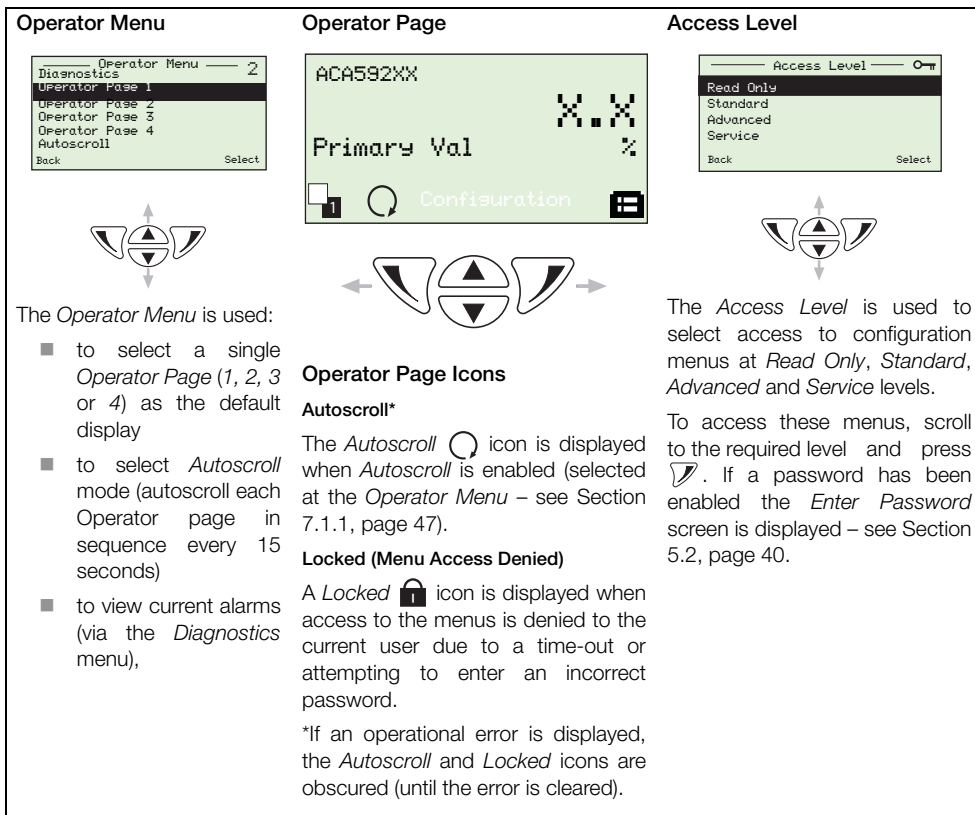 Operator Menu
Operator Menu 2
Diagnostics
Operator Page 1
Operator Page 2
Operator Page 3
Operator Page 4
Autoscroll
Back Select
The Operator Menu is used:
■ to select a single
Operator Page (1, 2, 3
or 4) as the default
display
■ to select Autoscroll
mode (autoscroll each
Operator page in
sequence every 15
seconds)
■ to view current alarms
(via the Diagnostics
menu),
Operator Page
ACA592XX
X.X
Primary Val %
1 Configuration
Operator Page Icons
Autoscroll*
The Autoscroll icon is displayed
when Autoscroll is enabled (selected
at the Operator Menu – see Section
7.1.1, page 47).
Locked (Menu Access Denied)
A Locked icon is displayed when
access to the menus is denied to the
current user due to a time-out or
attempting to enter an incorrect
password.
*If an operational error is displayed,
the Autoscroll and Locked icons are
obscured (until the error is cleared).
Access Level
Access Level
Read Only
Standard
Advanced
Service
Back Select
The Access Level is used to
select access to configuration
menus at Read Only, Standard,
Advanced and Service levels.
To access these menus, scroll
to the required level and press
. If a password has been
enabled the Enter Password
screen is displayed – see Section
5.2, page 40.